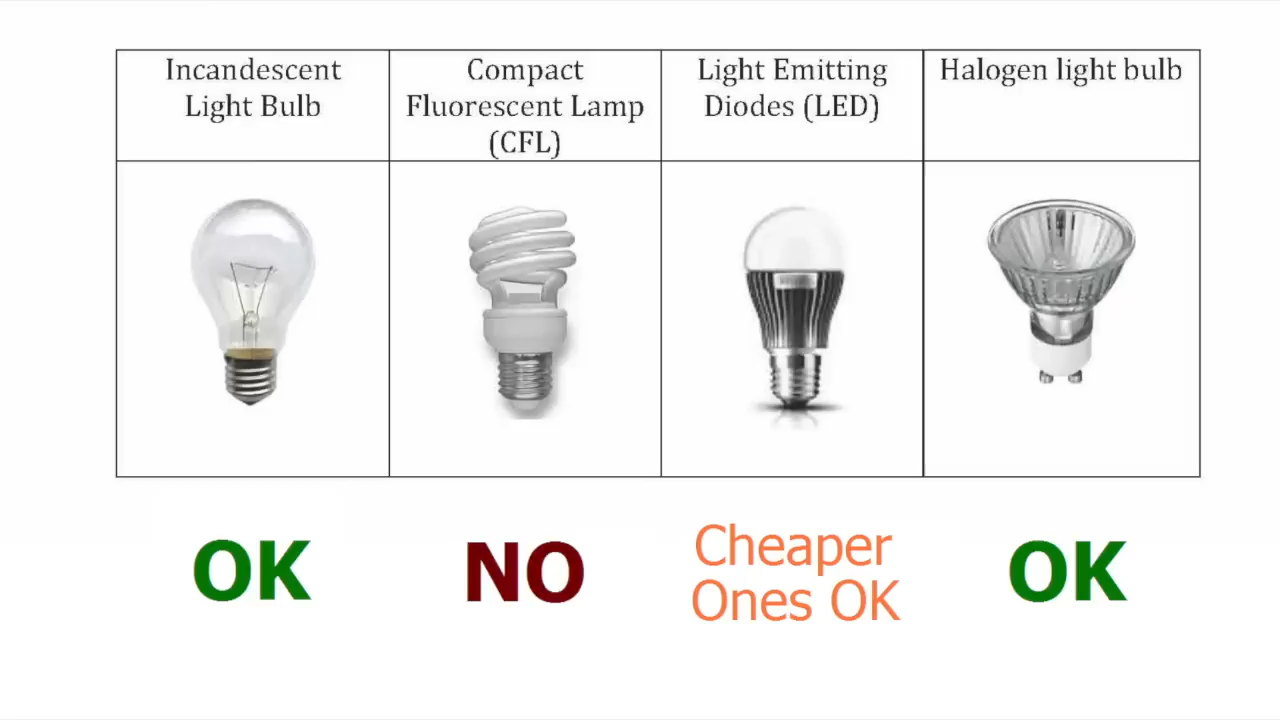 Incandescent
Light Bulb
Compact
Fluorescent Lamp
(CFL)
Light Emitting
Diodes (LED)
Halogen light bulb
OK
NO
Cheaper
Ones OK
OK